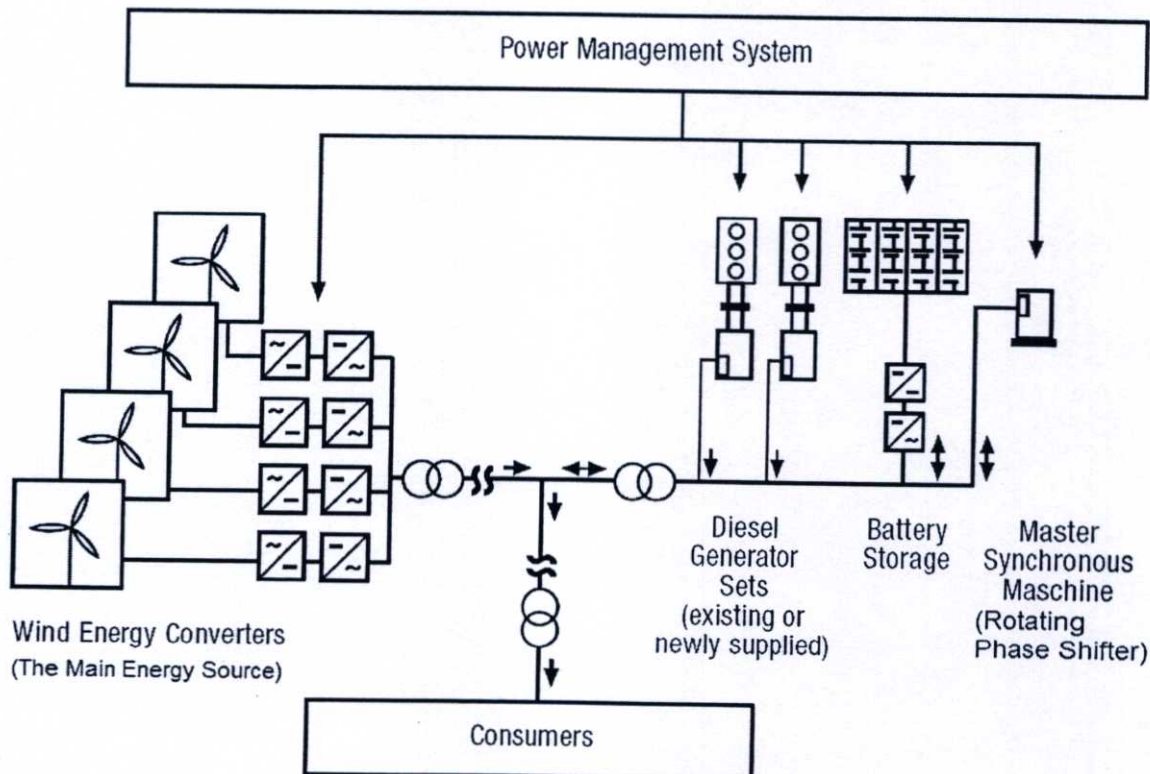 Power Management System
Wind Energy Converters
(The Main Energy Source)
Diesel
Generator
Sets
(existing or
newly supplied)
Battery
Storage
Master
Synchronous
Maschine
(Rotating
Phase Shifter)
Consumers